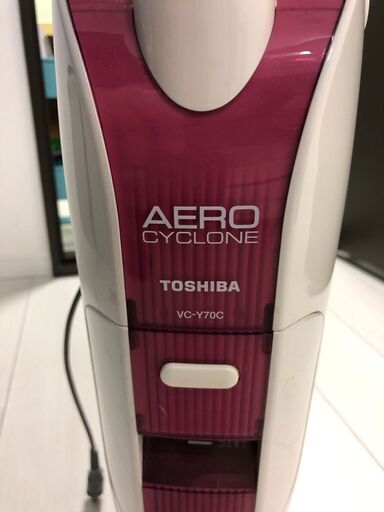 AERO
CYCLONE
TOSHIBA
VC-Y70C